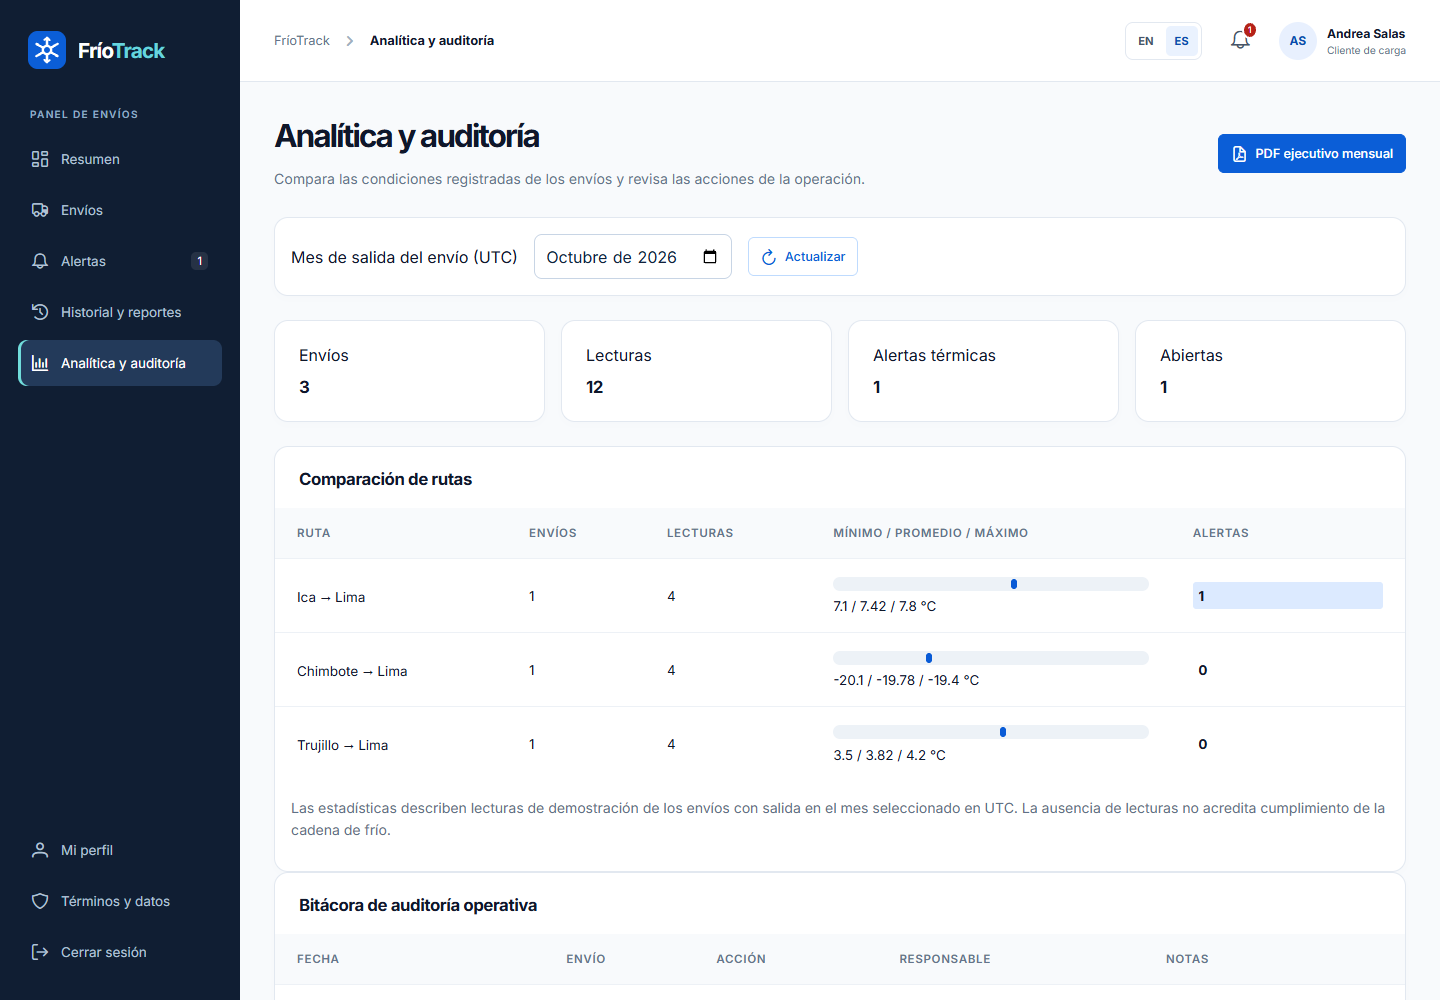 FríoTrack
PANEL DE ENVÍOS
Resumen
Envíos
Alertas 1
Historial y reportes
Analítica y auditoría
Mi perfil
Términos y datos
Cerrar sesión
FríoTrack > Analítica y auditoría
EN ES
1
AS
Andrea Salas
Cliente de carga
Analítica y auditoría
Compara las condiciones registradas de los envíos y revisa las acciones de la operación.
PDF ejecutivo mensual
Mes de salida del envío (UTC) Octubre de 2026 Actualizar
Envíos
3
Lecturas
12
Alertas térmicas
1
Abiertas
1
Comparación de rutas
RUTA ENVÍOS LECTURAS MÍNIMO / PROMEDIO / MÁXIMO ALERTAS
Ica → Lima 1 4 7.1 / 7.42 / 7.8 °C 1
Chimbote → Lima 1 4 -20.1 / -19.78 / -19.4 °C 0
Trujillo → Lima 1 4 3.5 / 3.82 / 4.2 °C 0
Las estadísticas describen lecturas de demostración de los envíos con salida en el mes seleccionado en UTC. La ausencia de lecturas no acredita cumplimiento de la
cadena de frío.
Bitácora de auditoría operativa
FECHA ENVÍO ACCIÓN RESPONSABLE NOTAS